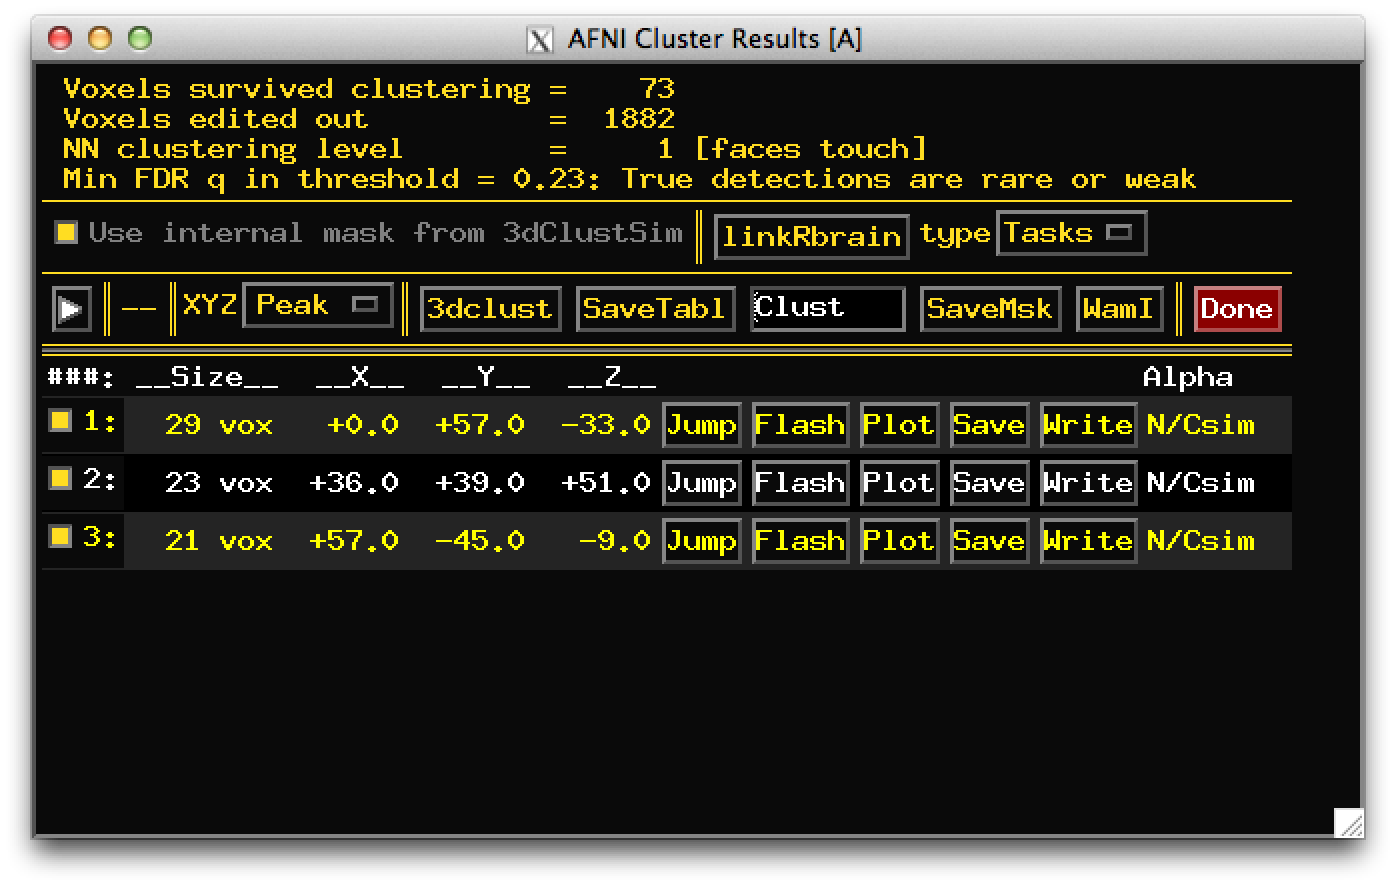 X AFNI Cluster Results [A]
Voxels survived clustering = 73
Voxels edited out = 1882
NN clustering level = 1 [faces touch]
Min FDR q in threshold = 0.23: True detections are rare or weak
Use internal mask from 3dClustSim linkRbrain type Tasks
-- XYZ Peak 3dclust SaveTabl Clust SaveMsk WamI Done
###: __Size__ __X__ __Y__ __Z__ Alpha
1: 29 vox +0.0 +57.0 -33.0 Jump Flash Plot Save Write N/Csim
2: 23 vox +36.0 +39.0 +51.0 Jump Flash Plot Save Write N/Csim
3: 21 vox +57.0 -45.0 -9.0 Jump Flash Plot Save Write N/Csim